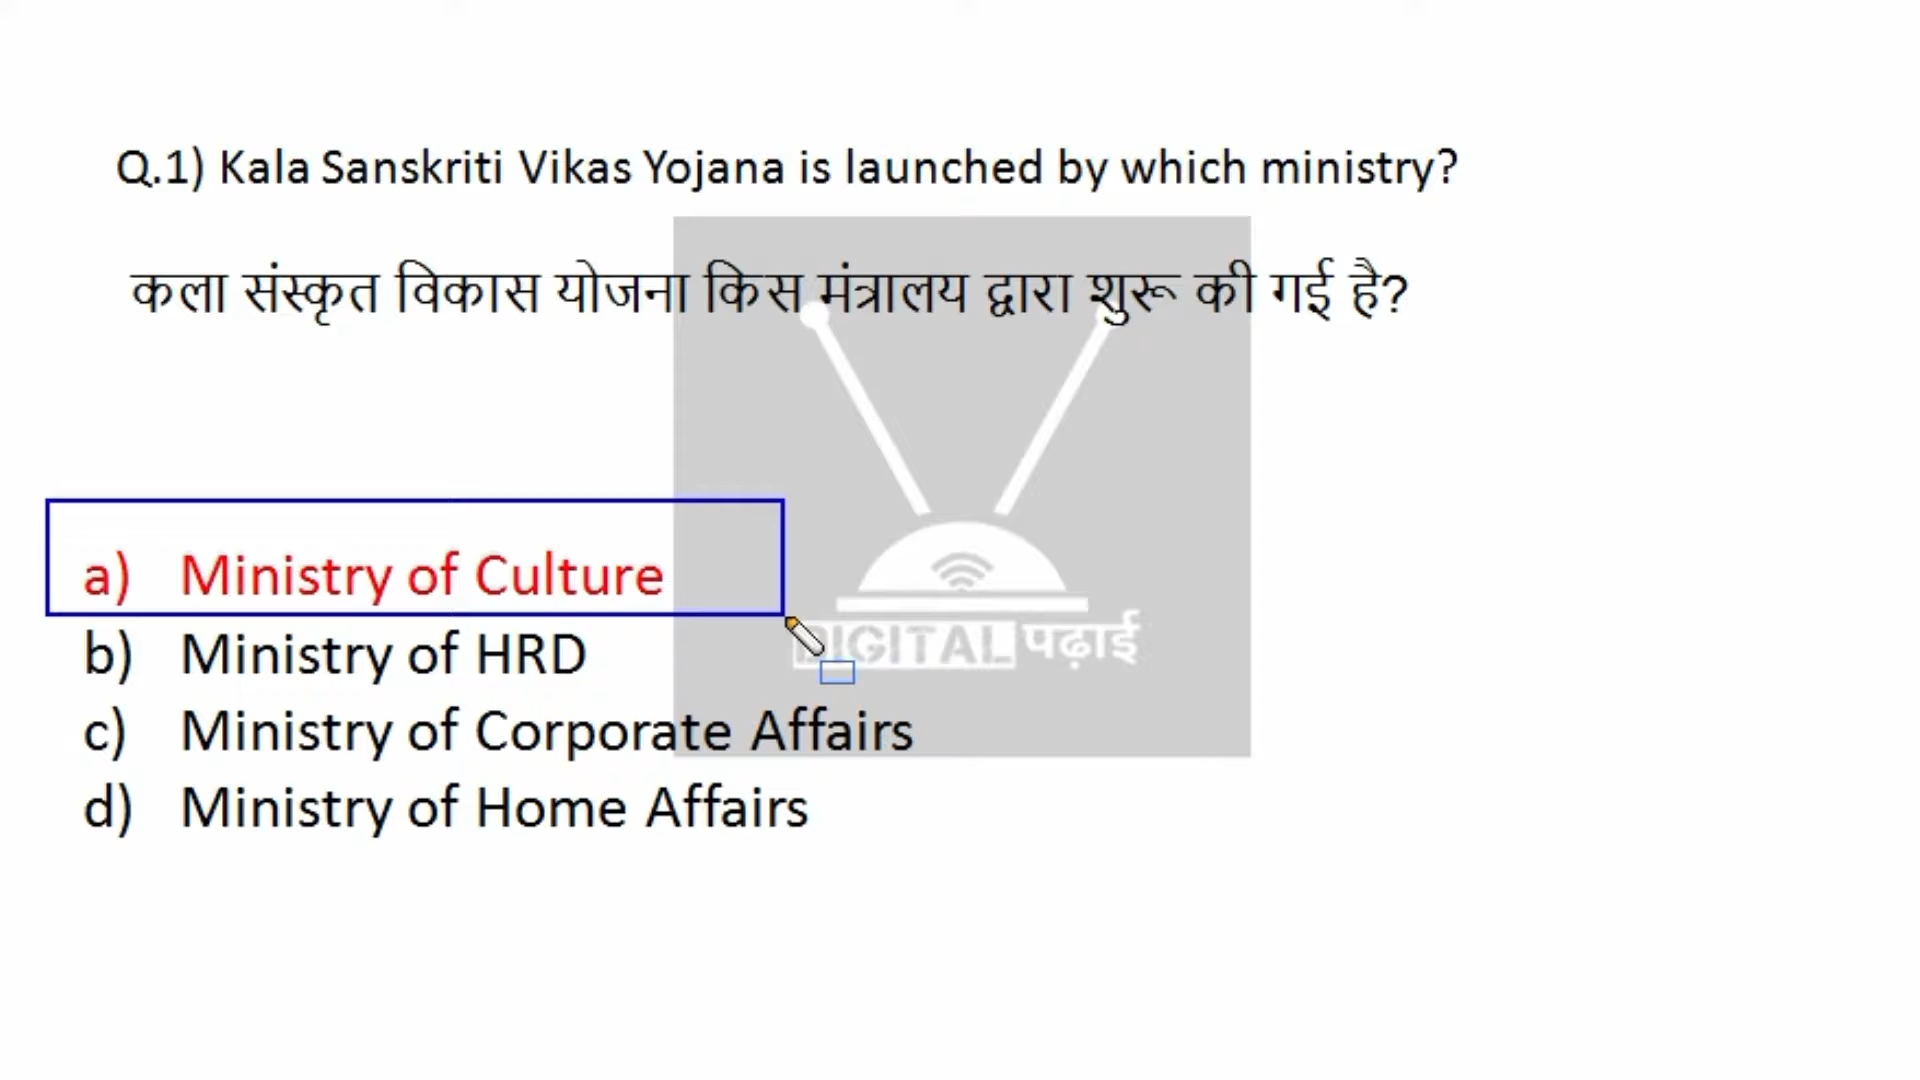 Q.1) Kala Sanskriti Vikas Yojana is launched by which ministry?
कला संस्कृत विकास योजना किस मंत्रालय द्वारा शुरू की गई है?
a) Ministry of Culture
b) Ministry of HRD
DIGITAL पढ़ाई
c) Ministry of Corporate Affairs
d) Ministry of Home Affairs